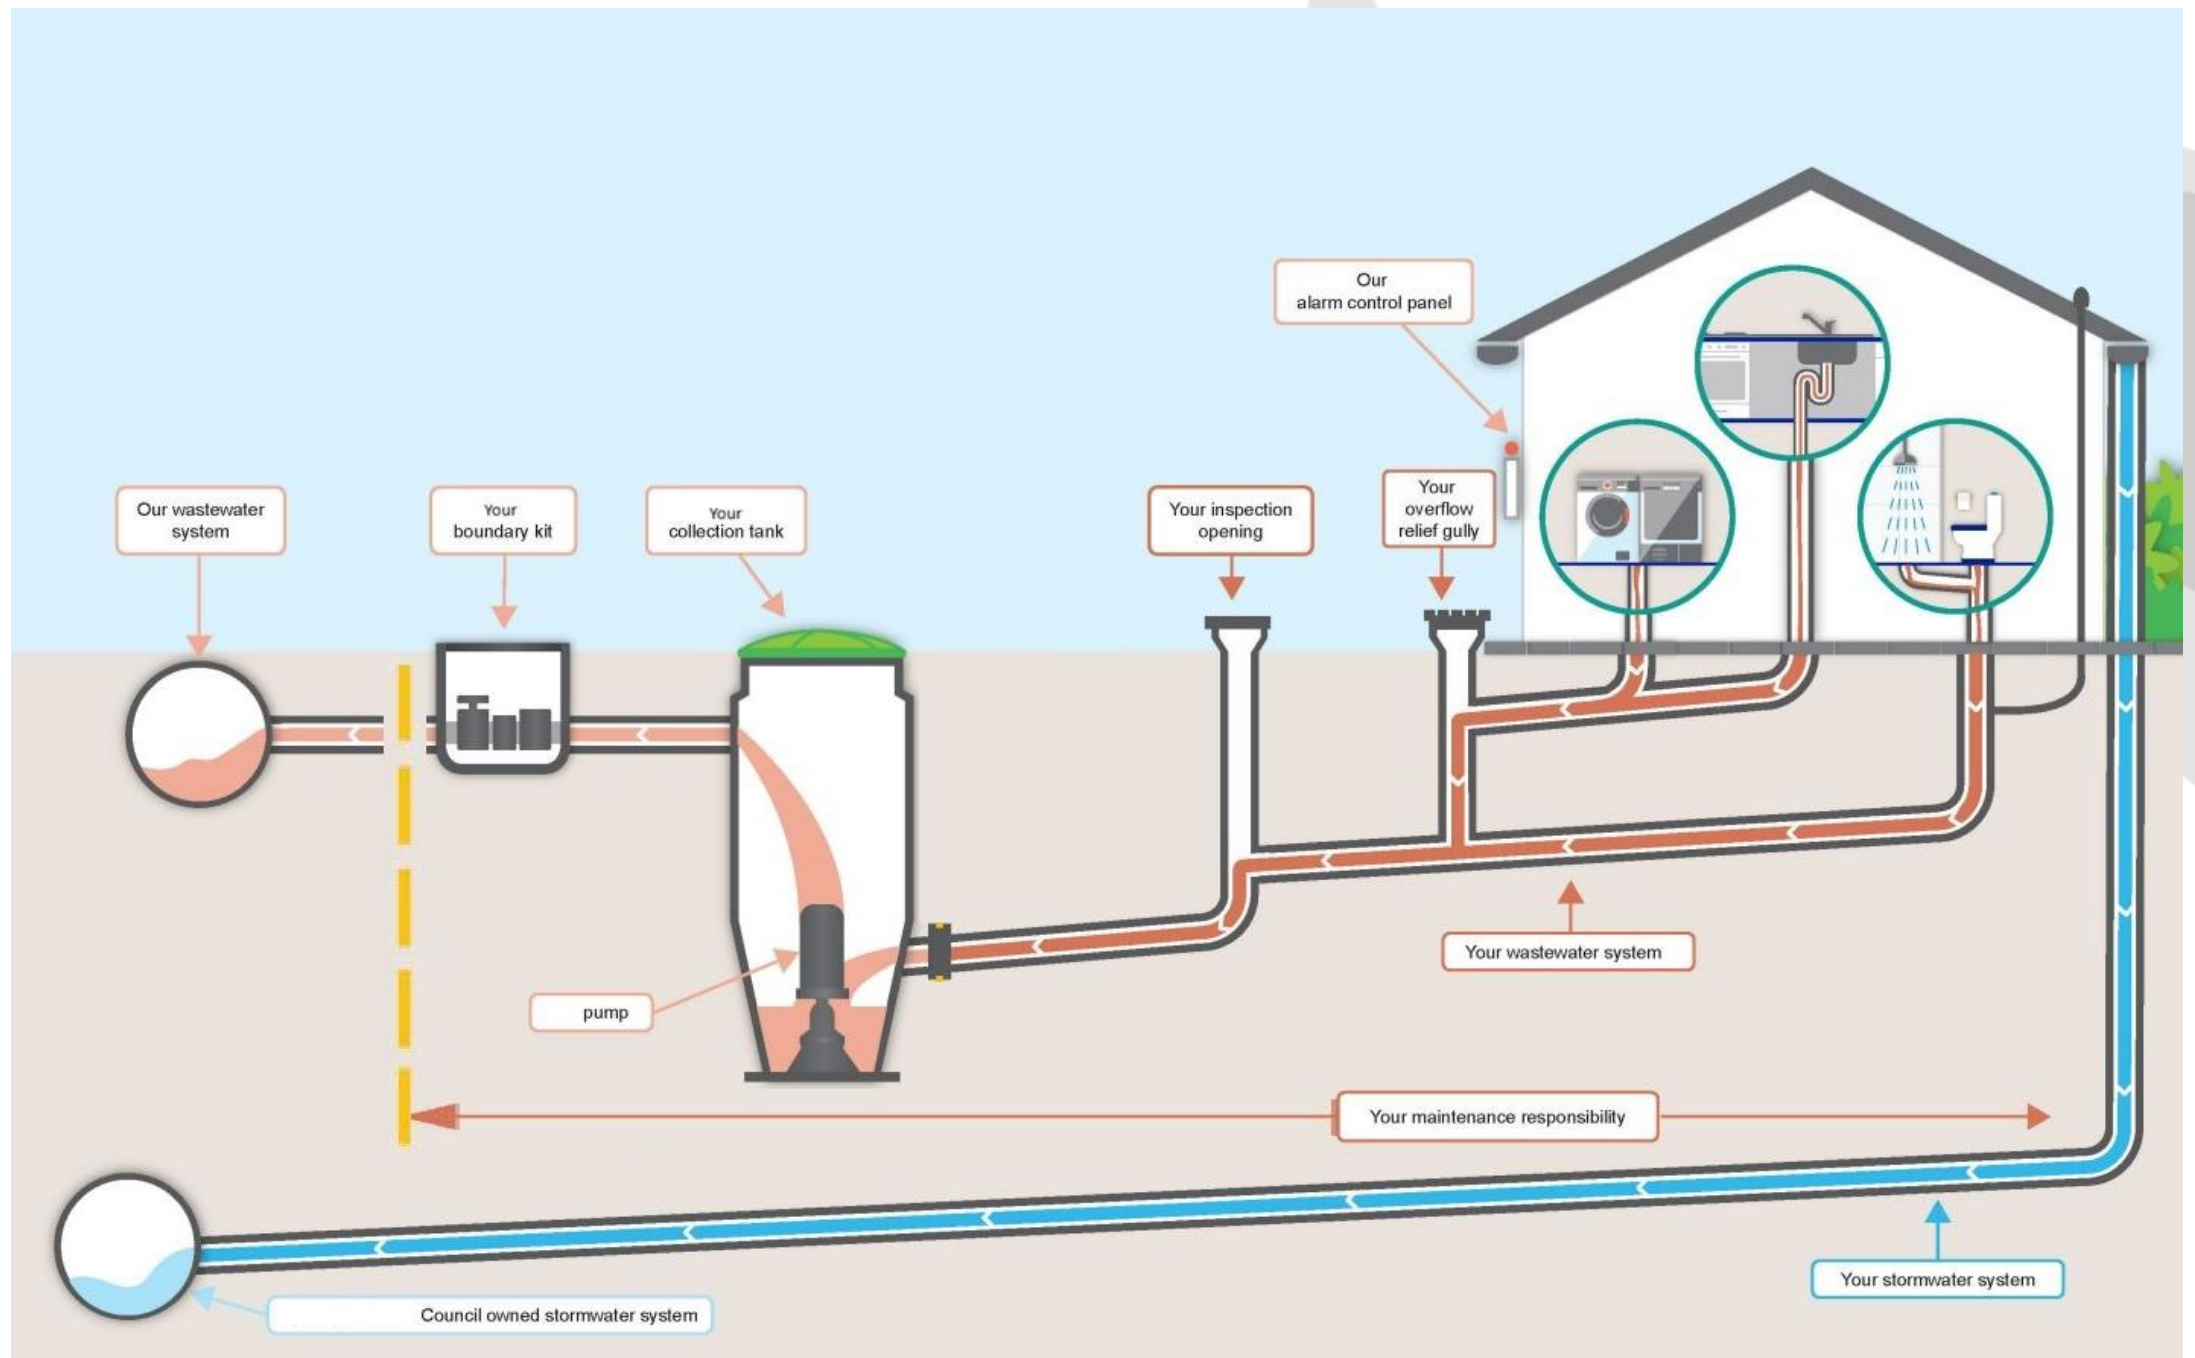 Our
alarm control panel
Our wastewater
system
Your
boundary kit
Your
collection tank
Your inspection
opening
Your
overflow
relief gully
Your wastewater system
pump
Your maintenance responsibility
Your stormwater system
Council owned stormwater system